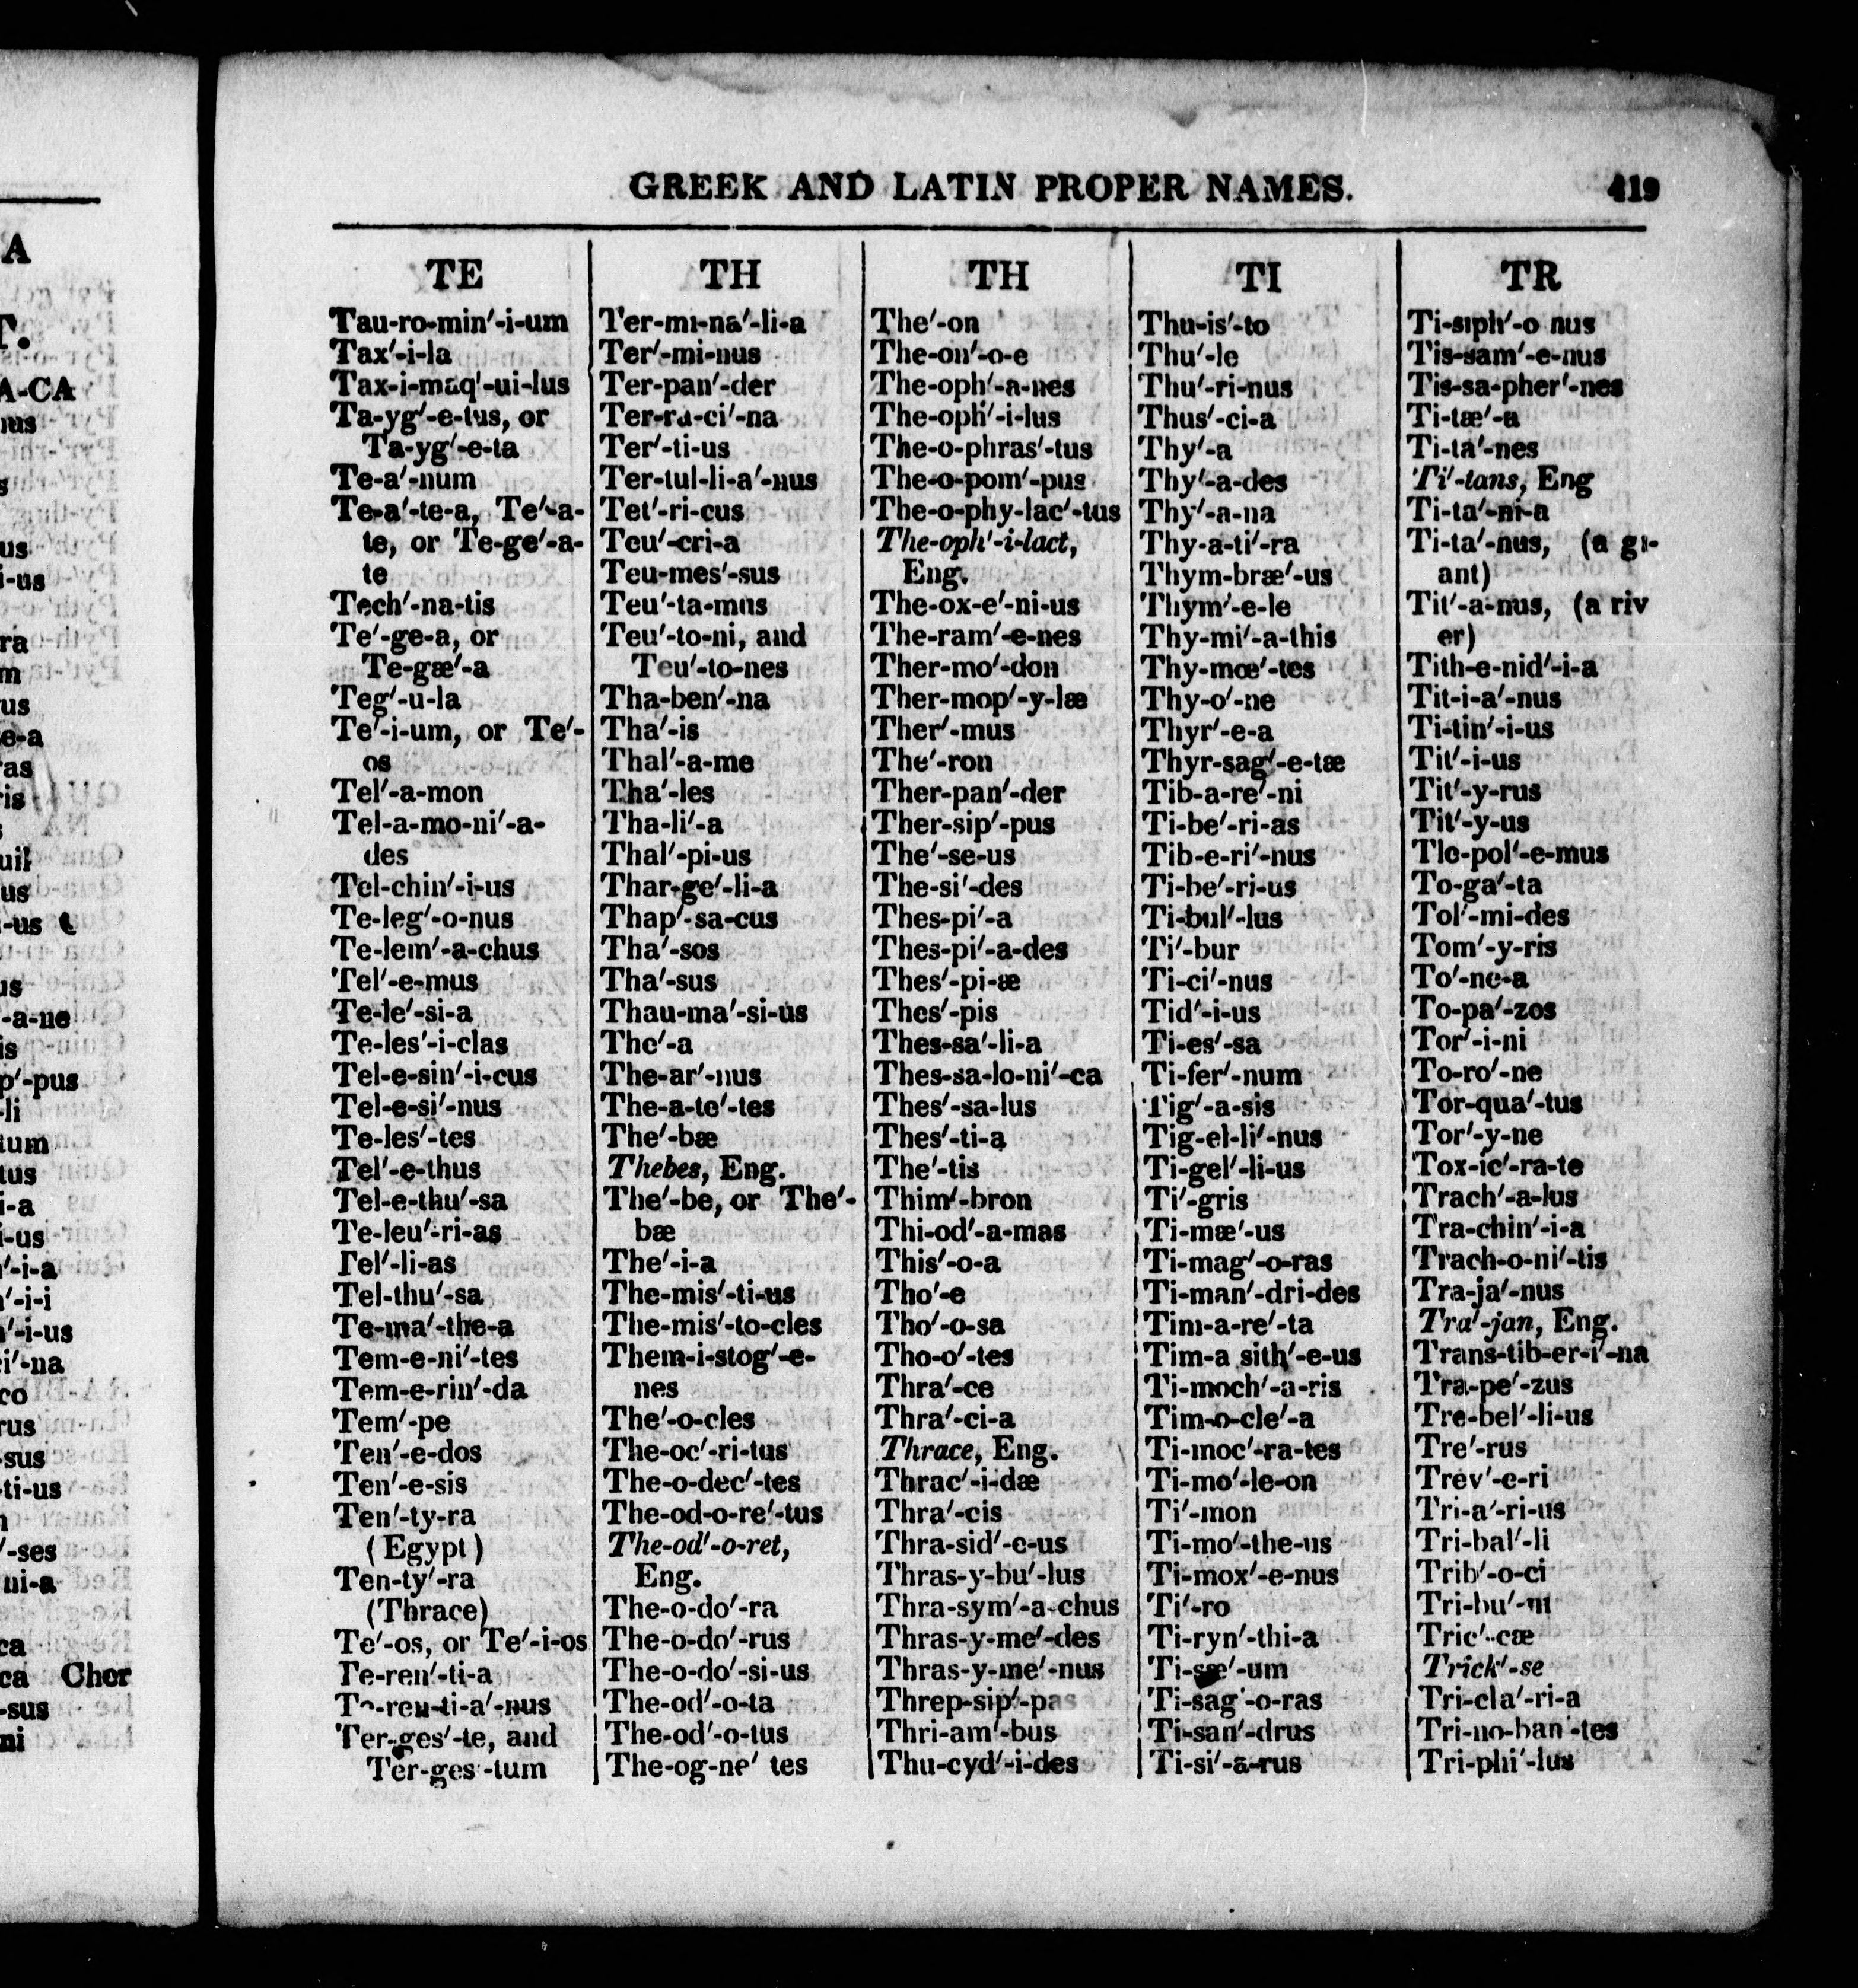 GREEK AND LATIN PROPER NAMES.
419
TE
Tau-ro-min'-i-um
Tax'-i-la
Tax-i-maq'-ui-lus
Ta-yg'-e-tus, or
Ta-yg'-e-ta
Te-a'-num
Te-a'-te-a, Te'-a-
te, or Te-ge'-a-
te
Tech'-na-tis
Te'-ge-a, or
Te-gæ'-a
Teg'-u-la
Te'-i-um, or Te'-
os
Tel'-a-mon
Tel-a-mo-ni'-a-
des
Tel-chin'-i-us
Te-leg'-o-nus
Te-lem'-a-chus
Tel'-e-mus
Te-le'-si-a
Te-les'-i-clas
Tel-e-sin'-i-cus
Tel-e-si'-nus
Te-les'-tes
Tel'-e-thus
Tel-e-thu'-sa
Te-leu'-ri-as
Tel'-li-as
Tel-thu'-sa
Te-ma'-the-a
Tem-e-ni'-tes
Tem-e-rin'-da
Tem'-pe
Ten'-e-dos
Ten'-e-sis
Ten'-ty-ra
(Egypt)
Ten-ty'-ra
(Thrace)
Te'-os, or Te'-i-os
Te-ren'-ti-a
Te-ren-ti-a'-nus
Ter-ges'-te, and
Ter-ges'-tum
TH
Ter-mi-na'-li-a
Ter'-mi-nus
Ter-pan'-der
Ter-ra-ci'-na
Ter'-ti-us
Ter-tul-li-a'-nus
Tet'-ri-cus
Teu'-cri-a
Teu-mes'-sus
Teu'-ta-mus
Teu'-to-ni, and
Teu'-to-nes
Tha-ben'-na
Tha'-is
Thal'-a-me
Tha'-les
Tha-li'-a
Thal'-pi-us
Thar-ge'-li-a
Thap'-sa-cus
Tha'-sos
Tha'-sus
Thau-ma'-si-us
The'-a
The-ar'-nus
The-a-te'-tes
The'-bæ
Thebes, Eng.
The'-be, or The'-
bæ
The'-i-a
The-mis'-ti-us
The-mis'-to-cles
Them-i-stog'-e-
nes
The'-o-cles
The-oc'-ri-tus
The-o-dec'-tes
The-od-o-re'-tus
The-od'-o-ret,
Eng.
The-o-do'-ra
The-o-do'-rus
The-o-do'-si-us
The-od'-o-ta
The-od'-o-tus
The-og-ne' tes
TH
The'-on
The-on'-o-e
The-oph'-a-nes
The-oph'-i-lus
The-o-phras'-tus
The-o-pom'-pus
The-o-phy-lac'-tus
The-oph'-i-lact,
Eng.
The-ox-e'-ni-us
The-ram'-e-nes
Ther-mo'-don
Ther-mop'-y-læ
Ther'-mus
The'-ron
Ther-pan'-der
Ther-sip'-pus
The'-se-us
The-si'-des
Thes-pi'-a
Thes-pi'-a-des
Thes'-pi-æ
Thes'-pis
Thes-sa'-li-a
Thes-sa-lo-ni'-ca
Thes'-sa-lus
Thes'-ti-a
The'-tis
Thim'-bron
Thi-od'-a-mas
This'-o-a
Tho'-e
Tho'-o-sa
Tho-o'-tes
Thra'-ce
Thra'-ci-a
Thrace, Eng.
Thrac'-i-dæ
Thra'-cis
Thra-sid'-e-us
Thras-y-bu'-lus
Thra-sym'-a-chus
Thras-y-me'-des
Thras-y-me'-nus
Threp-sip'-pas
Thri-am'-bus
Thu-cyd'-i-des
TI
Thu-is'-to
Thu'-le
Thu'-ri-nus
Thus'-ci-a
Thy'-a
Thy'-a-des
Thy'-a-na
Thy-a-ti'-ra
Thym-bræ'-us
Thym'-e-le
Thy-mi'-a-this
Thy-mœ'-tes
Thy-o'-ne
Thyr'-e-a
Thyr-sag'-e-tæ
Tib-a-re'-ni
Ti-be'-ri-as
Tib-e-ri'-nus
Ti-be'-ri-us
Ti-bul'-lus
Ti'-bur
Ti-ci'-nus
Tid'-i-us
Ti-es'-sa
Ti-fer'-num
Tig'-a-sis
Tig-el-li'-nus
Ti-gel'-li-us
Ti'-gris
Ti-mæ'-us
Ti-mag'-o-ras
Ti-man'-dri-des
Tim-a-re'-ta
Tim-a sith'-e-us
Ti-moch'-a-ris
Tim-o-cle'-a
Ti-moc'-ra-tes
Ti-mo'-le-on
Ti'-mon
Ti-mo'-the-us
Ti-mox'-e-nus
Ti'-ro
Ti-ryn'-thi-a
Ti-sæ'-um
Ti-sag'-o-ras
Ti-san'-drus
Ti-si'-a-rus
TR
Ti-siph'-o nus
Tis-sam'-e-nus
Tis-sa-pher'-nes
Ti-tæ'-a
Ti-ta'-nes
Ti'-tans, Eng
Ti-ta'-ni-a
Ti-ta'-nus, (a gi-
ant)
Tit'-a-nus, (a riv
er)
Tith-e-nid'-i-a
Tit-i-a'-nus
Ti-tin'-i-us
Tit'-i-us
Tit'-y-rus
Tit'-y-us
Tle-pol'-e-mus
To-ga'-ta
Tol'-mi-des
Tom'-y-ris
To'-ne-a
To-pa'-zos
Tor'-i-ni
To-ro'-ne
Tor-qua'-tus
Tor'-y-ne
Tox-ic'-ra-te
Trach'-a-lus
Tra-chin'-i-a
Trach-o-ni'-tis
Tra-ja'-nus
Tra'-jan, Eng.
Trans-tib-er-i'-na
Tra-pe'-zus
Tre-bel'-li-us
Tre'-rus
Trev'-e-ri
Tri-a'-ri-us
Tri-bal'-li
Trib'-o-ci
Tri-bu'-ni
Tric'-cæ
Trick'-se
Tri-cla'-ri-a
Tri-no-ban'-tes
Tri-phi'-lus